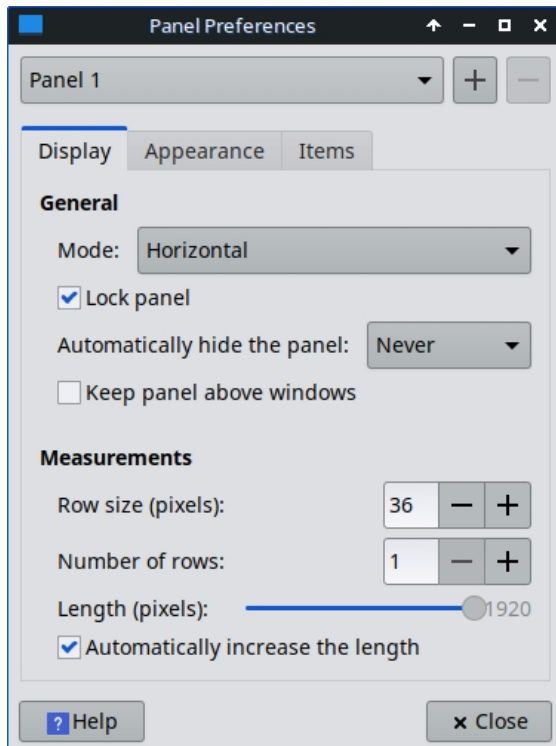 Panel Preferences
Panel 1
Display Appearance Items
General
Mode: Horizontal
Lock panel
Automatically hide the panel: Never
Keep panel above windows
Measurements
Row size (pixels): 36
Number of rows: 1
Length (pixels): 1920
Automatically increase the length
? Help × Close